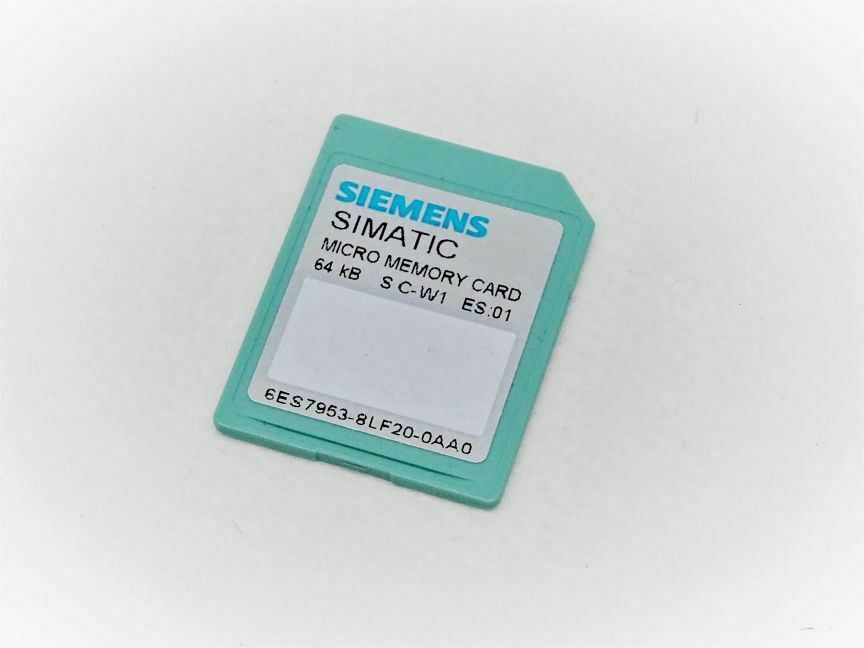 SIEMENS
SIMATIC
MICRO MEMORY CARD
64 kB S C-W1 ES:01
6ES7953-8LF20-0AA0